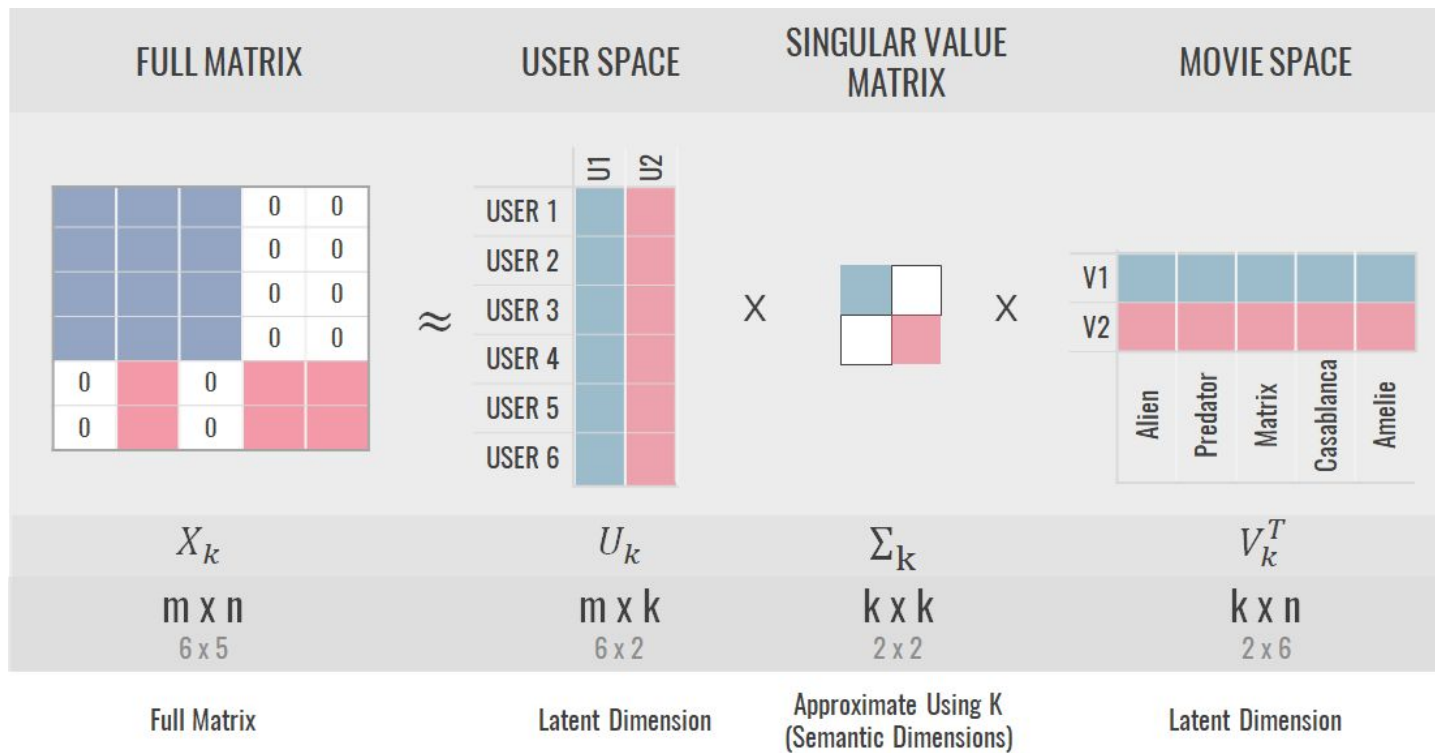 FULL MATRIX
USER SPACE
SINGULAR VALUE
MATRIX
MOVIE SPACE
U1 U2
0 0
0 0
0 0
0 0
0 0
0 0
USER 1
USER 2
USER 3
USER 4
USER 5
USER 6
≈
X
X
V1
V2
Alien Predator Matrix Casablanca Amelie
X_k
U_k
Σ_k
V_k^T
m x n
m x k
k x k
k x n
6 x 5
6 x 2
2 x 2
2 x 6
Full Matrix
Latent Dimension
Approximate Using K
(Semantic Dimensions)
Latent Dimension